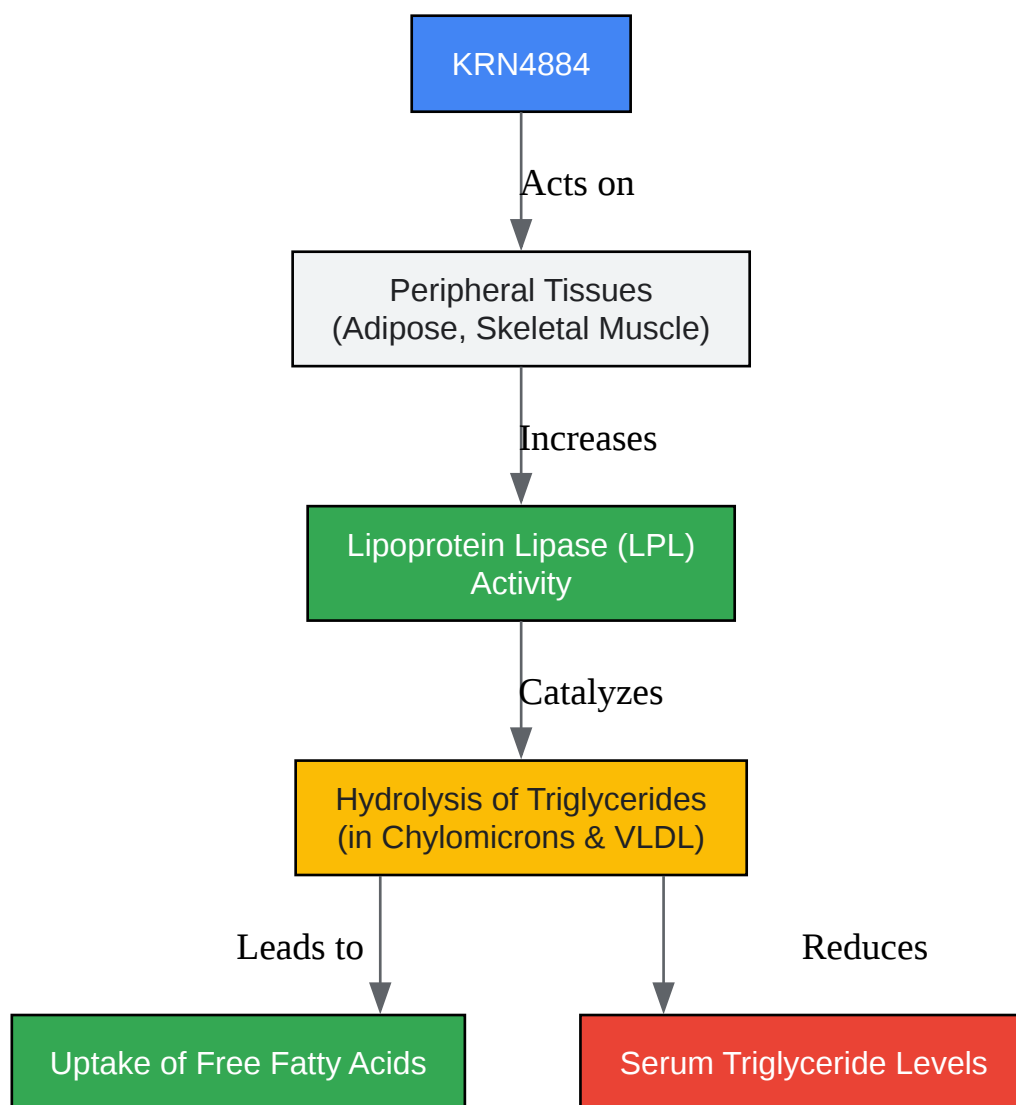 KRN4884
Acts on
Peripheral Tissues
(Adipose, Skeletal Muscle)
Increases
Lipoprotein Lipase (LPL)
Activity
Catalyzes
Hydrolysis of Triglycerides
(in Chylomicrons & VLDL)
Leads to
Reduces
Uptake of Free Fatty Acids
Serum Triglyceride Levels